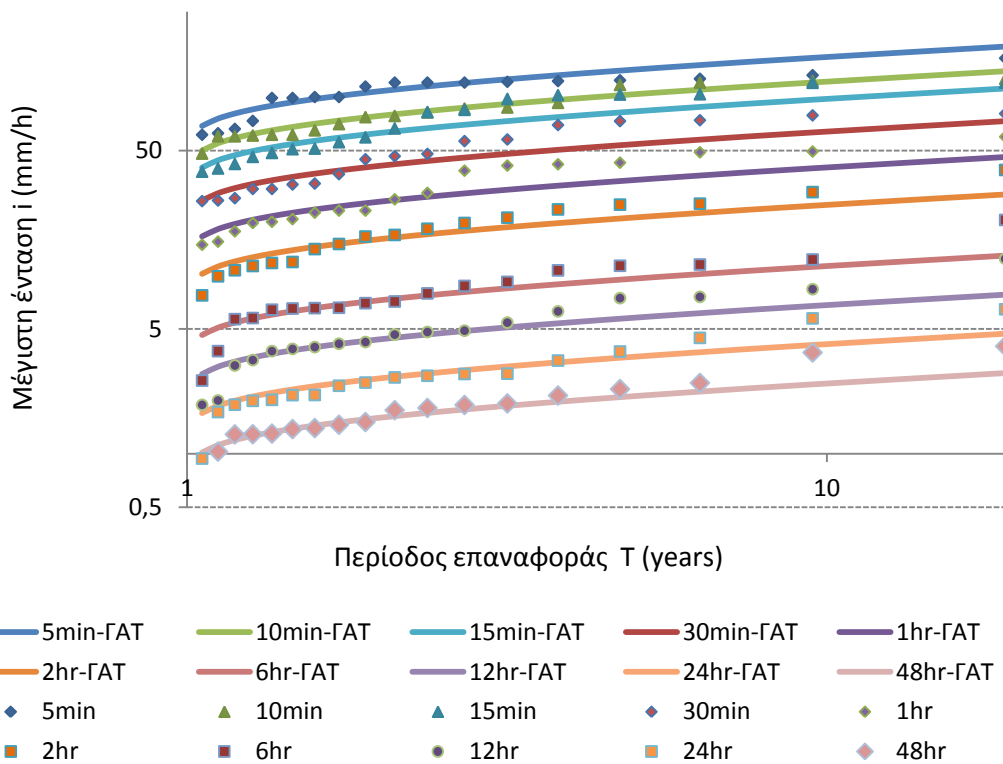 Μέγιστη ένταση i (mm/h)
50
5
0,5
1
10
Περίοδος επαναφοράς T (years)
5min-ΓΑΤ 10min-ΓΑΤ 15min-ΓΑΤ 30min-ΓΑΤ 1hr-ΓΑΤ
2hr-ΓΑΤ 6hr-ΓΑΤ 12hr-ΓΑΤ 24hr-ΓΑΤ 48hr-ΓΑΤ
5min 10min 15min 30min 1hr
2hr 6hr 12hr 24hr 48hr